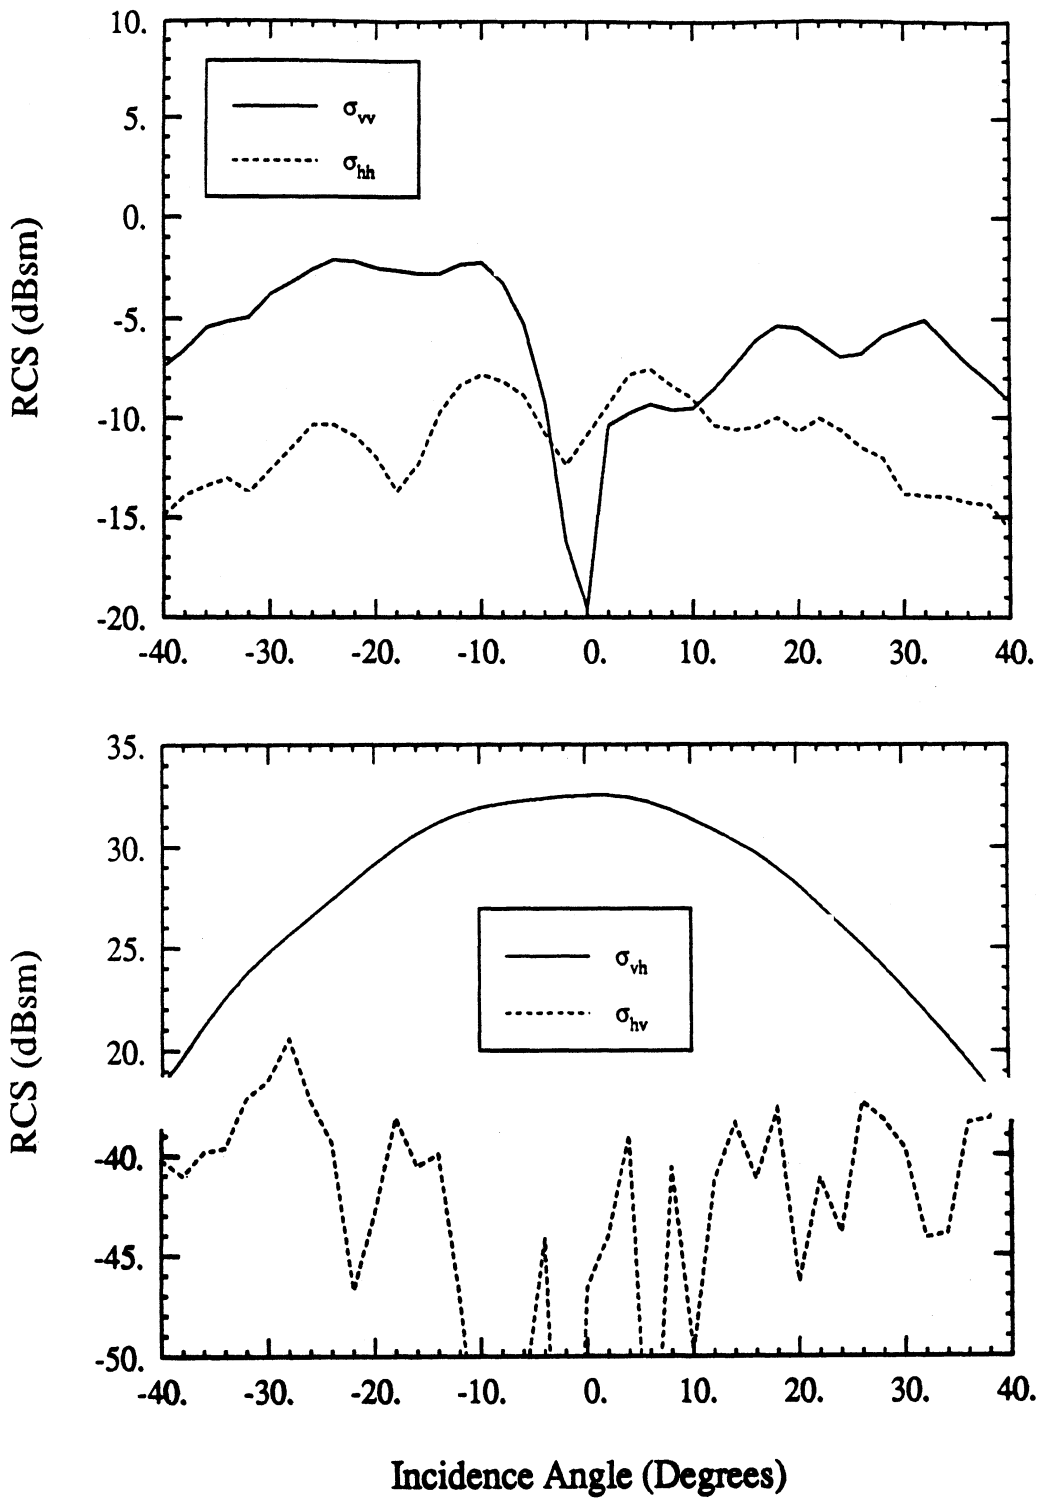 10.
5.
0.
-5.
-10.
-15.
-20.
RCS (dBsm)
σvv
σhh
-40. -30. -20. -10. 0. 10. 20. 30. 40.
35.
30.
25.
20.
-40.
-45.
-50.
RCS (dBsm)
σvh
σhv
-40. -30. -20. -10. 0. 10. 20. 30. 40.
Incidence Angle (Degrees)